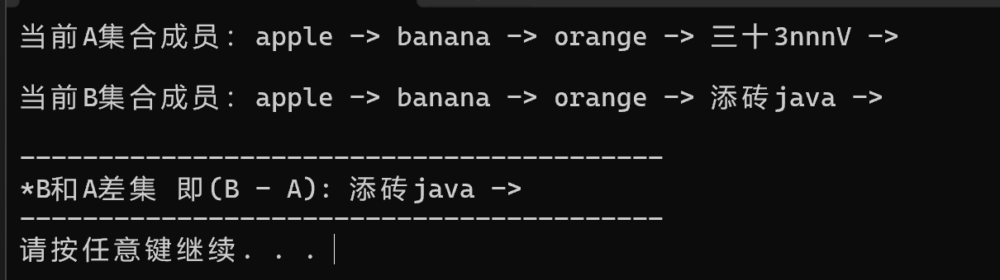 当前A集合成员: apple -> banana -> orange -> 三十3nnnV ->
当前B集合成员: apple -> banana -> orange -> 添砖java ->
-----------------------------------------
*B和A差集 即(B - A): 添砖java ->
-----------------------------------------
请按任意键继续. . .